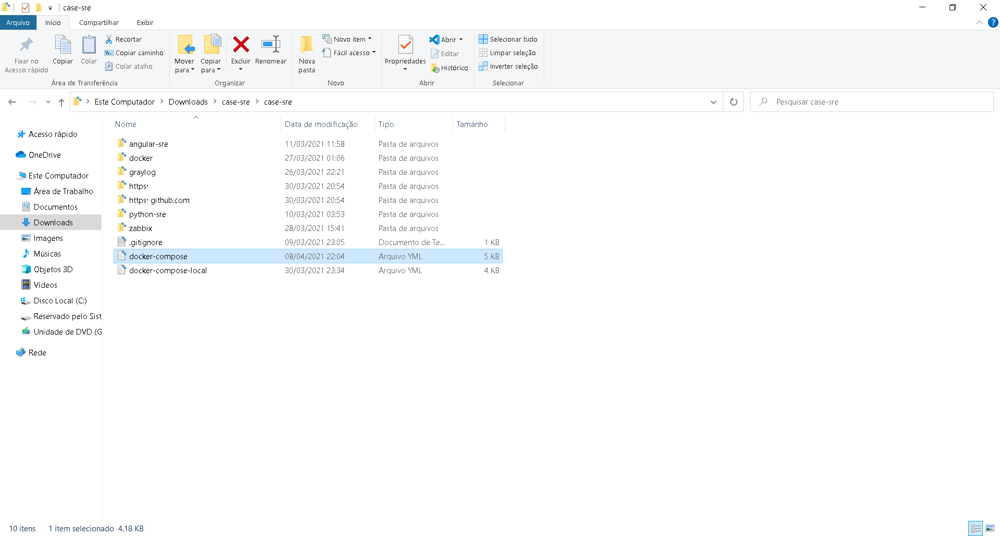 case-sre
Arquivo Início Compartilhar Exibir
Fixar no Acesso rápido
Copiar
Colar
Recortar
Copiar caminho
Colar atalho
Área de Transferência
Mover para
Copiar para
Excluir
Renomear
Organizar
Nova pasta
Novo item
Fácil acesso
Novo
Propriedades
Abrir
Editar
Histórico
Abrir
Selecionar tudo
Limpar seleção
Inverter seleção
Selecionar
Este Computador Downloads case-sre case-sre
Pesquisar case-sre
Acesso rápido
OneDrive
Este Computador
Área de Trabalho
Documentos
Downloads
Imagens
Músicas
Objetos 3D
Vídeos
Disco Local (C:)
Reservado pelo Sist
Unidade de DVD (G
Rede
Nome Data de modificação Tipo Tamanho
angular-sre 11/03/2021 11:58 Pasta de arquivos
docker 27/03/2021 01:06 Pasta de arquivos
graylog 26/03/2021 22:21 Pasta de arquivos
https· 30/03/2021 20:54 Pasta de arquivos
https· github.com 30/03/2021 20:54 Pasta de arquivos
python-sre 10/03/2021 03:53 Pasta de arquivos
zabbix 28/03/2021 15:41 Pasta de arquivos
.gitignore 09/03/2021 23:05 Documento de Te... 1 KB
docker-compose 08/04/2021 22:04 Arquivo YML 5 KB
docker-compose-local 30/03/2021 23:34 Arquivo YML 4 KB
10 itens 1 item selecionado 4,18 KB